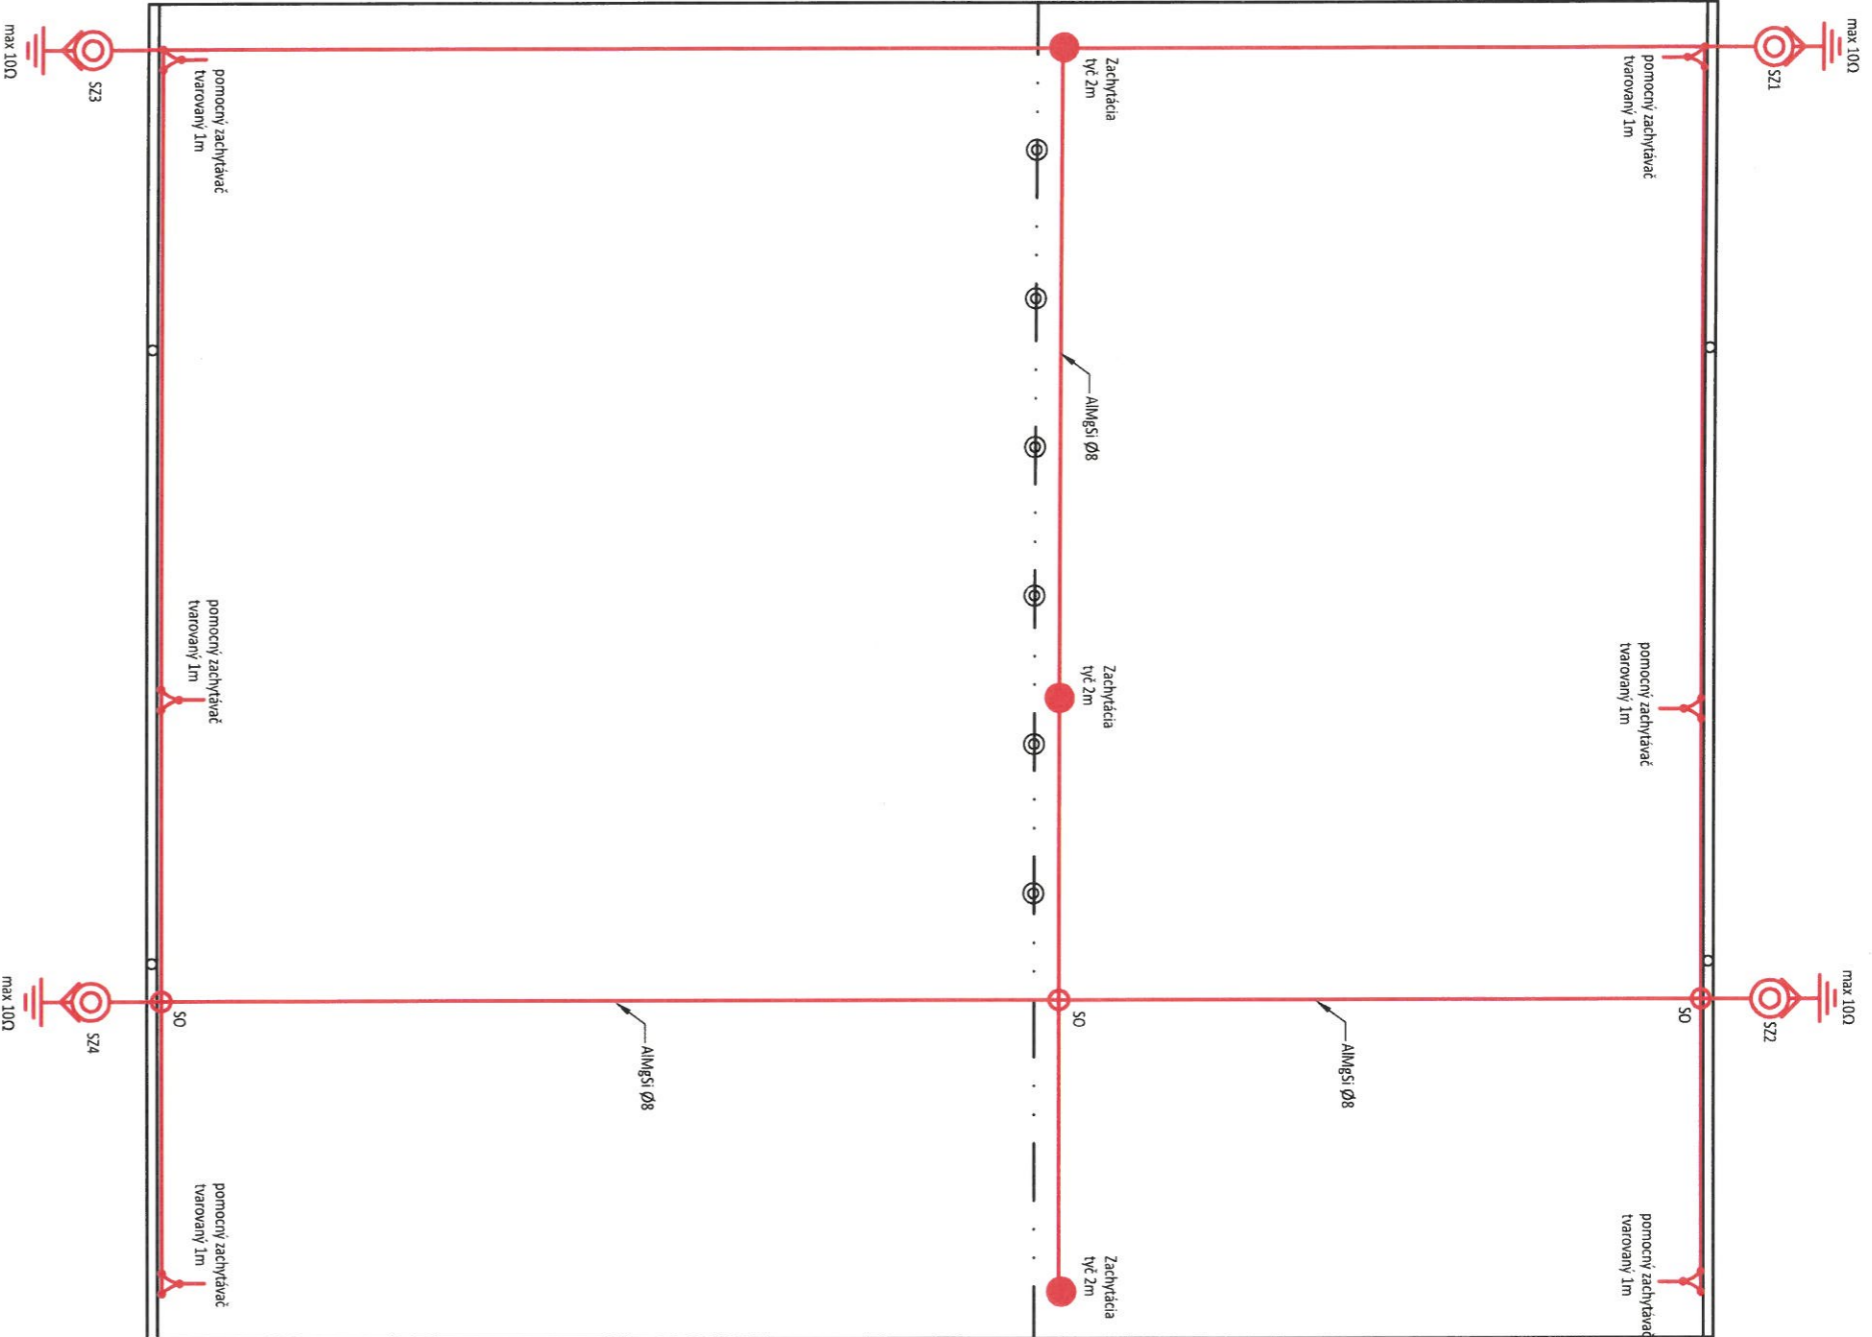 max 10Ω
SZ3
pomocný zachytávač
tvarovaný 1m
Zachytácia
tyč 2m
pomocný zachytávač
tvarovaný 1m
SZ1
max 10Ω
AlMgSi Ø8
pomocný zachytávač
tvarovaný 1m
Zachytácia
tyč 2m
pomocný zachytávač
tvarovaný 1m
max 10Ω
SZ4
SO
SO
SO
SZ2
max 10Ω
AlMgSi Ø8
AlMgSi Ø8
pomocný zachytávač
tvarovaný 1m
Zachytácia
tyč 2m
pomocný zachytávač
tvarovaný 1m